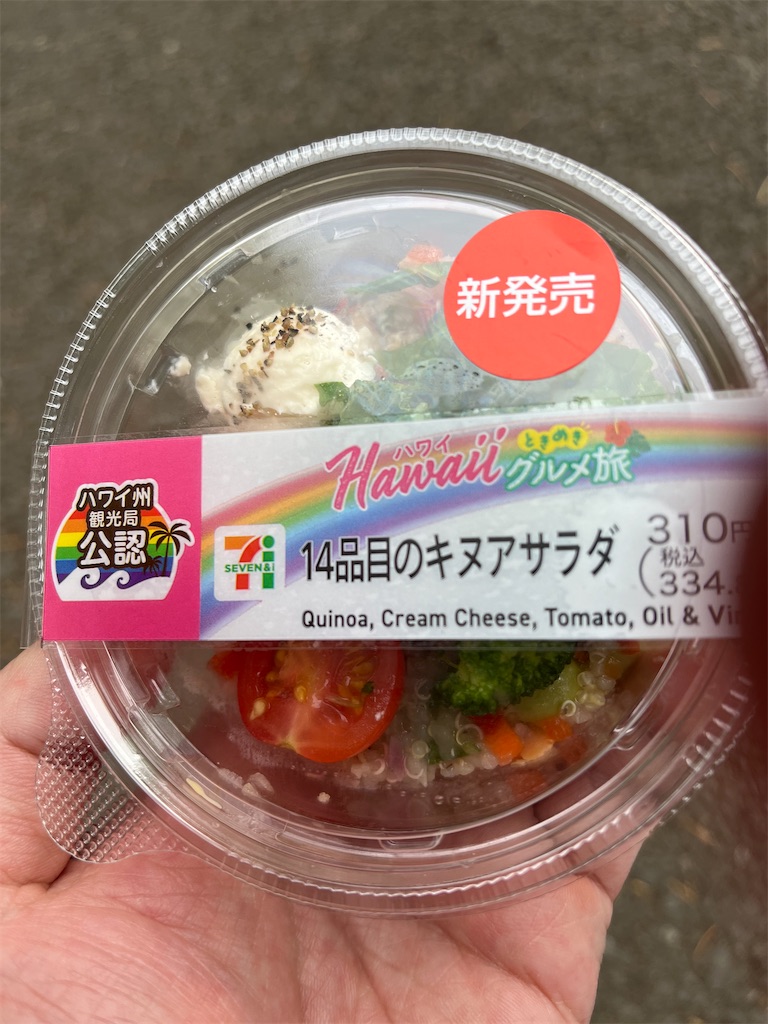 新発売
ハワイ
Hawaii
ときめき
グルメ旅
ハワイ州
観光局
公認
SEVEN & i
14品目のキヌアサラダ
310円
(税込
334.
Quinoa, Cream Cheese, Tomato, Oil &